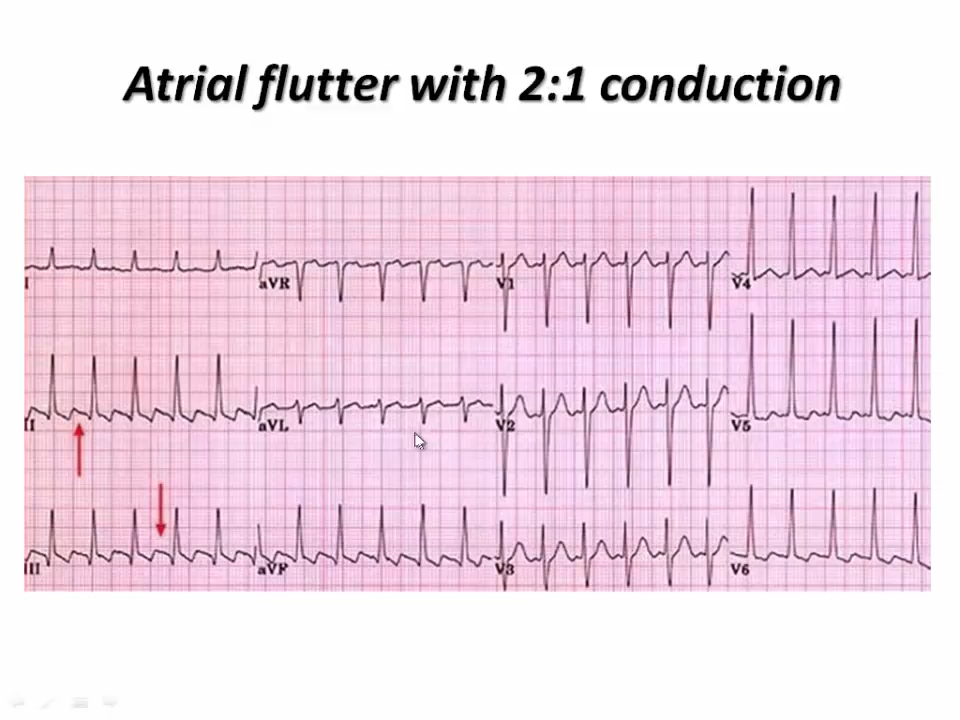 Atrial flutter with 2:1 conduction
I
aVR
V1
V4
II
aVL
V2
V5
III
aVF
V3
V6